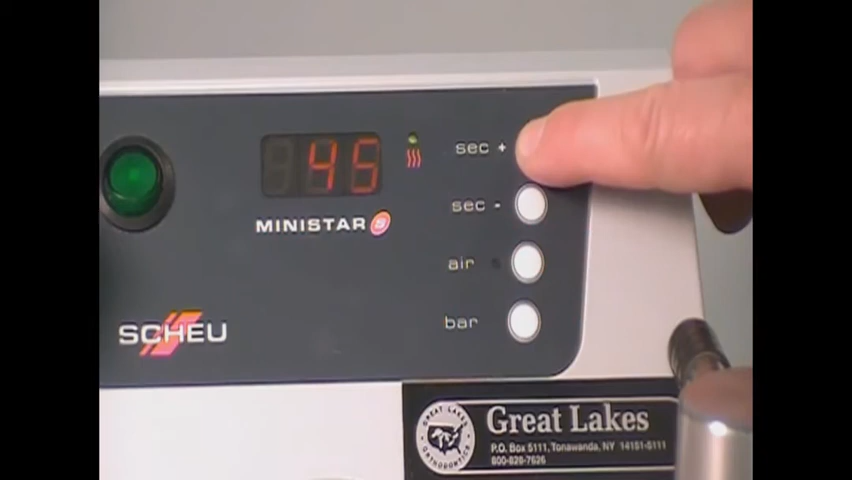 45
sec +
sec -
air
bar
MINISTAR S
SCHEU
GREAT LAKES
ORTHODONTICS
Great Lakes
P.O. Box 5111, Tonawanda, NY 14151-5111
800-828-7626